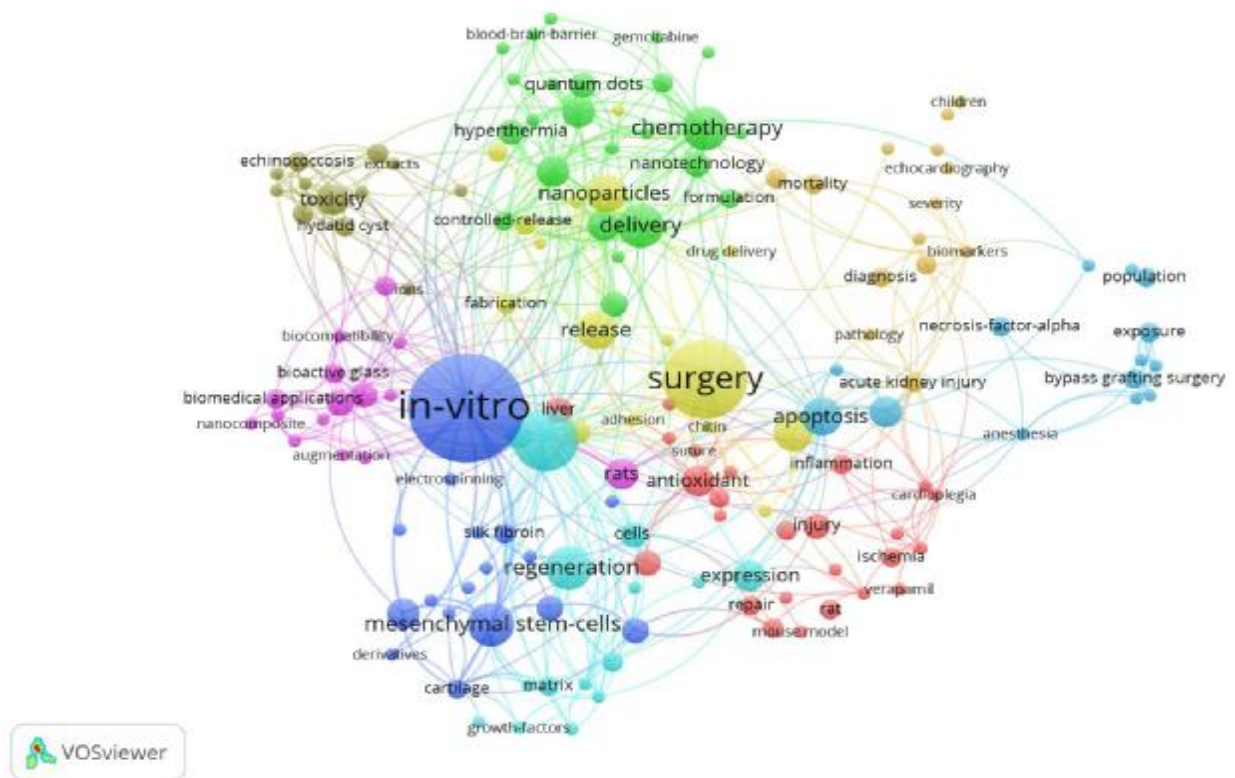 blood-brain-barrier
gemcitabine
quantum dots
children
chemotherapy
hyperthermia
echinococcosis
extracts
nanotechnology
echocardiography
mortality
toxicity
nanoparticles
formulation
severity
hydatid cyst
controlled-release
delivery
drug delivery
biomarkers
diagnosis
population
ions
fabrication
release
necrosis-factor-alpha
exposure
biocompatibility
pathology
bioactive glass
surgery
acute kidney injury
bypass grafting surgery
biomedical applications
in-vitro
liver
apoptosis
nanocomposite
adhesion
chitin
anesthesia
augmentation
suture
inflammation
electrospinning
rats
antioxidant
cardioplegia
silk fibroin
cells
injury
ischemia
regeneration
expression
verapamil
repair
rat
mesenchymal stem-cells
mouse model
derivatives
cartilage
matrix
growth-factors
VOSviewer